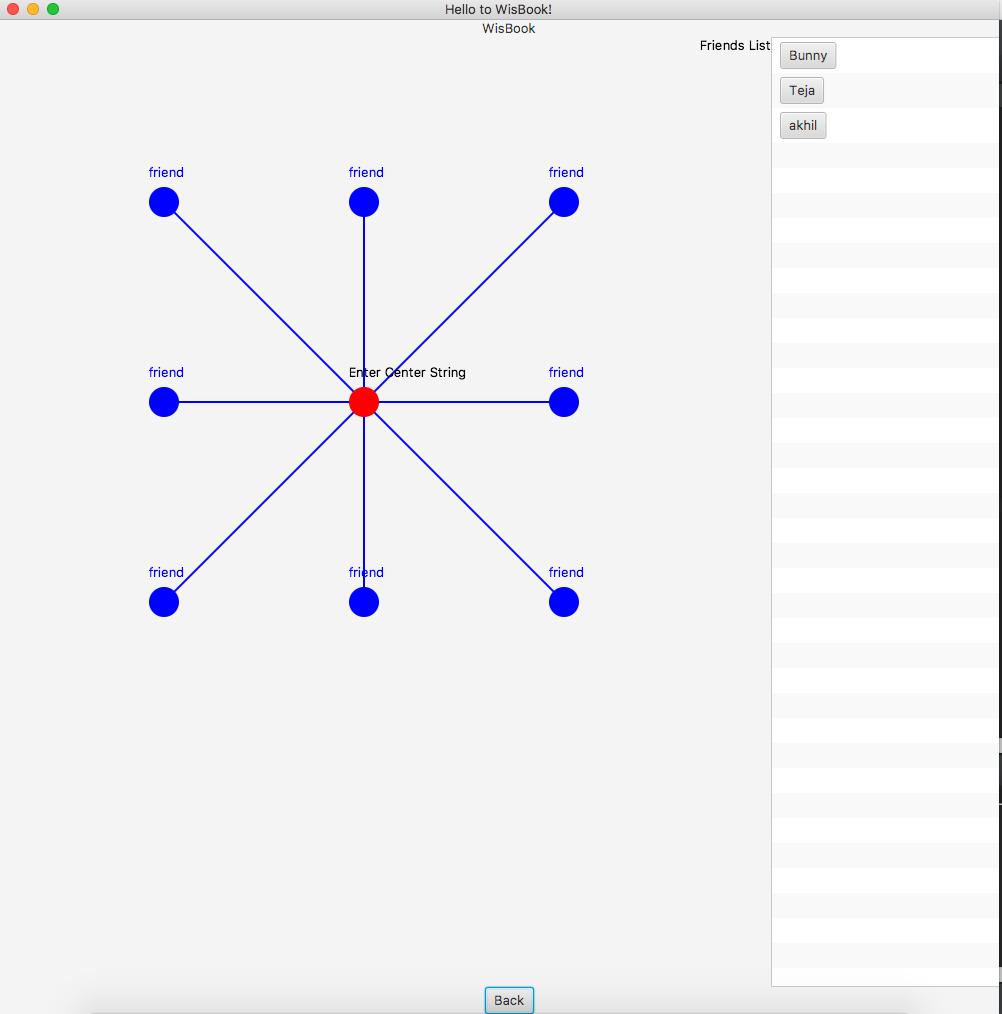 Hello to WisBook!
WisBook
Friends List
Bunny
Teja
akhil
friend friend friend
friend Enter Center String friend
friend friend friend
Back